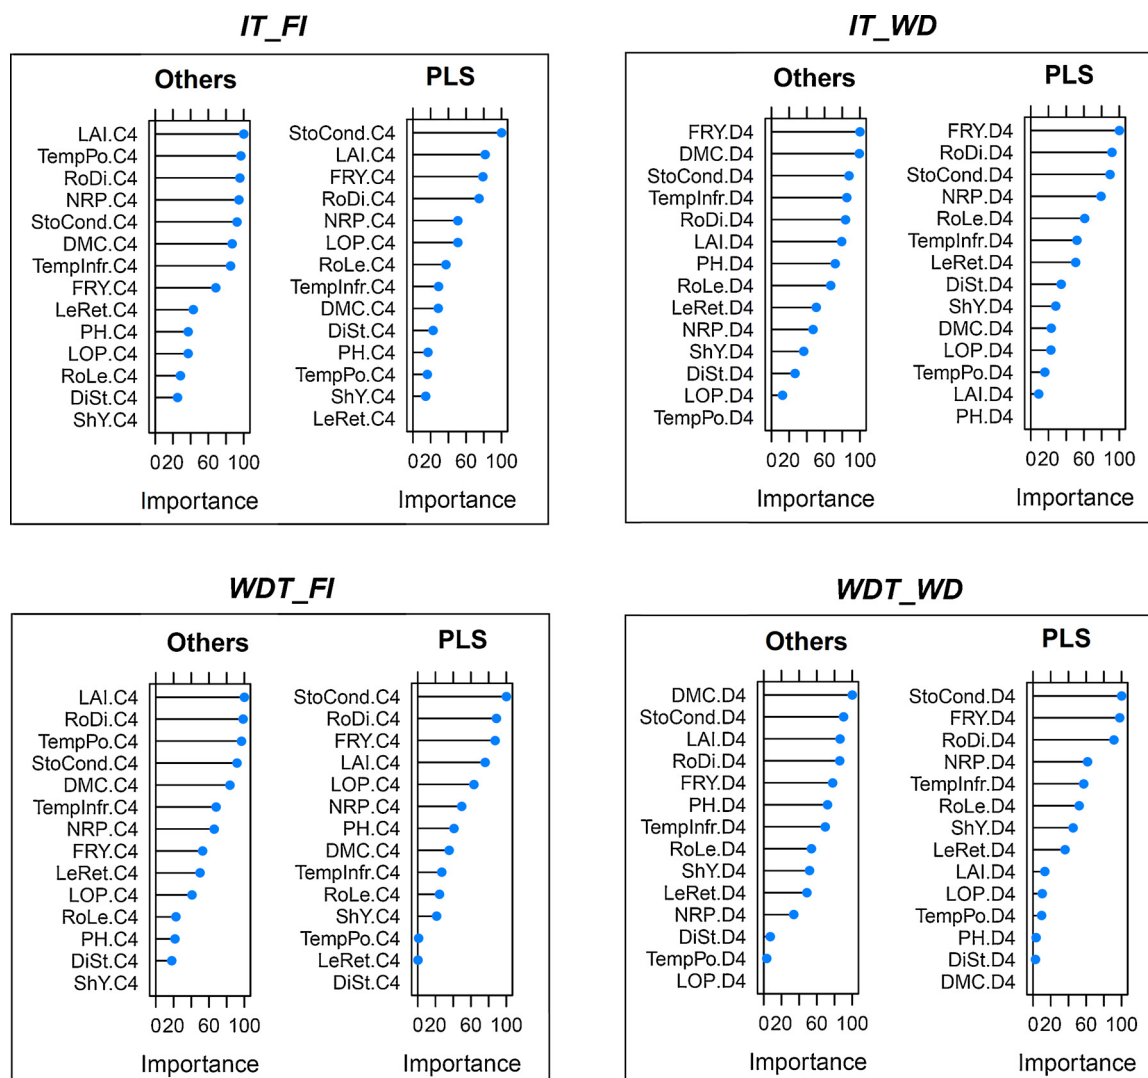 IT_FI
Others
LAI.C4
TempPo.C4
RoDi.C4
NRP.C4
StoCond.C4
DMC.C4
TempInfr.C4
FRY.C4
LeRet.C4
PH.C4
LOP.C4
RoLe.C4
DiSt.C4
ShY.C4
020 60 100
Importance
PLS
StoCond.C4
LAI.C4
FRY.C4
RoDi.C4
NRP.C4
LOP.C4
RoLe.C4
TempInfr.C4
DMC.C4
DiSt.C4
PH.C4
TempPo.C4
ShY.C4
LeRet.C4
020 60 100
Importance
IT_WD
Others
FRY.D4
DMC.D4
StoCond.D4
TempInfr.D4
RoDi.D4
LAI.D4
PH.D4
RoLe.D4
LeRet.D4
NRP.D4
ShY.D4
DiSt.D4
LOP.D4
TempPo.D4
020 60 100
Importance
PLS
FRY.D4
RoDi.D4
StoCond.D4
NRP.D4
RoLe.D4
TempInfr.D4
LeRet.D4
DiSt.D4
ShY.D4
DMC.D4
LOP.D4
TempPo.D4
LAI.D4
PH.D4
020 60 100
Importance
WDT_FI
Others
LAI.C4
RoDi.C4
TempPo.C4
StoCond.C4
DMC.C4
TempInfr.C4
NRP.C4
FRY.C4
LeRet.C4
LOP.C4
RoLe.C4
PH.C4
DiSt.C4
ShY.C4
020 60 100
Importance
PLS
StoCond.C4
RoDi.C4
FRY.C4
LAI.C4
LOP.C4
NRP.C4
PH.C4
DMC.C4
TempInfr.C4
RoLe.C4
ShY.C4
TempPo.C4
LeRet.C4
DiSt.C4
020 60 100
Importance
WDT_WD
Others
DMC.D4
StoCond.D4
LAI.D4
RoDi.D4
FRY.D4
PH.D4
TempInfr.D4
RoLe.D4
ShY.D4
LeRet.D4
NRP.D4
DiSt.D4
TempPo.D4
LOP.D4
020 60 100
Importance
PLS
StoCond.D4
FRY.D4
RoDi.D4
NRP.D4
TempInfr.D4
RoLe.D4
ShY.D4
LeRet.D4
LAI.D4
LOP.D4
TempPo.D4
PH.D4
DiSt.D4
DMC.D4
020 60 100
Importance